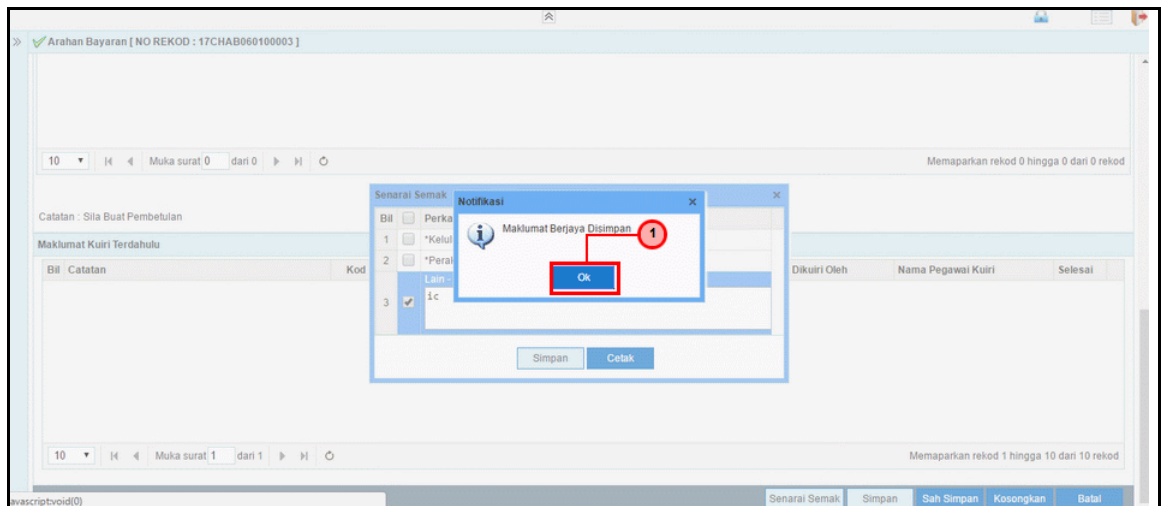 Arahan Bayaran [ NO REKOD : 17CHAB060100003 ]
10 Muka surat 0 dari 0 Memaparkan rekod 0 hingga 0 dari 0 rekod
Catatan : Sila Buat Pembetulan
Maklumat Kuiri Terdahulu
Bil Catatan Kod Dikuiri Oleh Nama Pegawai Kuiri Selesai
Senarai Semak
Bil Perka
1 *Kelul
2 *Peral
Lain -
3 ic
Notifikasi
Maklumat Berjaya Disimpan 1
Ok
Simpan Cetak
10 Muka surat 1 dari 1 Memaparkan rekod 1 hingga 10 dari 10 rekod
avascript:void(0) Senarai Semak Simpan Sah Simpan Kosongkan Batal